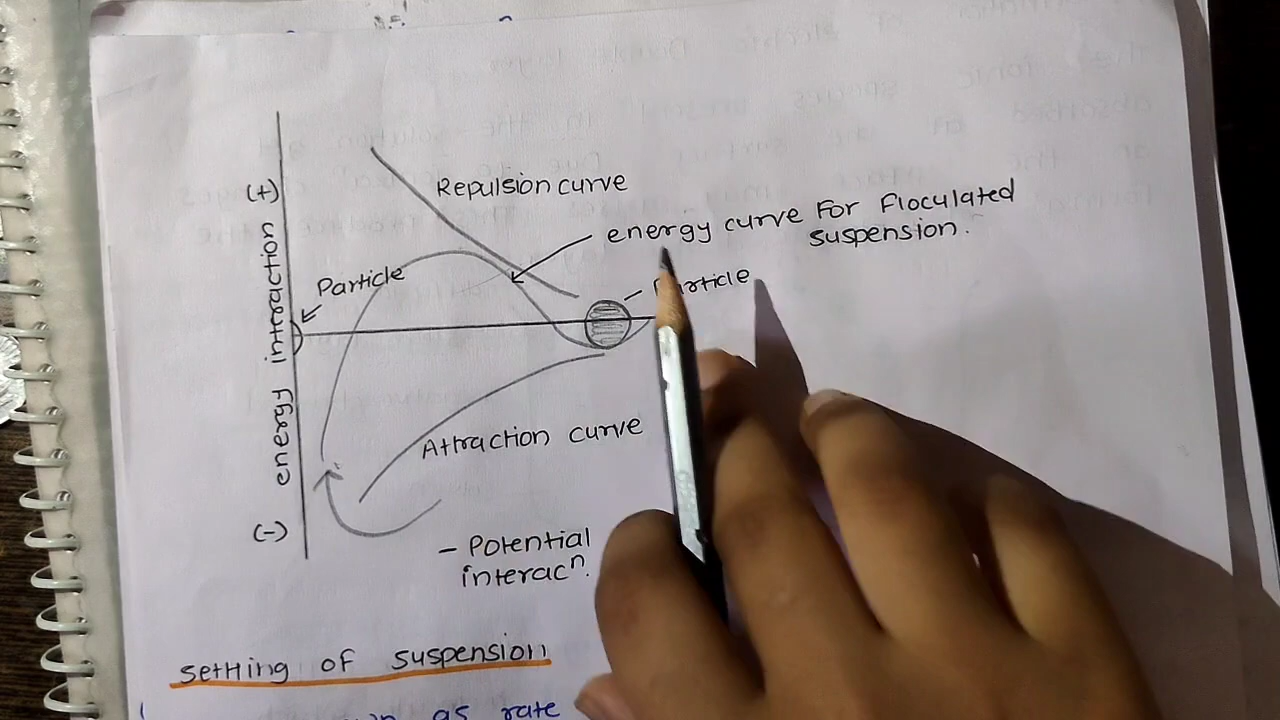 (+)
energy interaction
(-)
Repulsion curve
energy curve For Floculated
suspension.
Particle
Particle
Attraction curve
- Potential
interacn.
settling of suspension
as rate